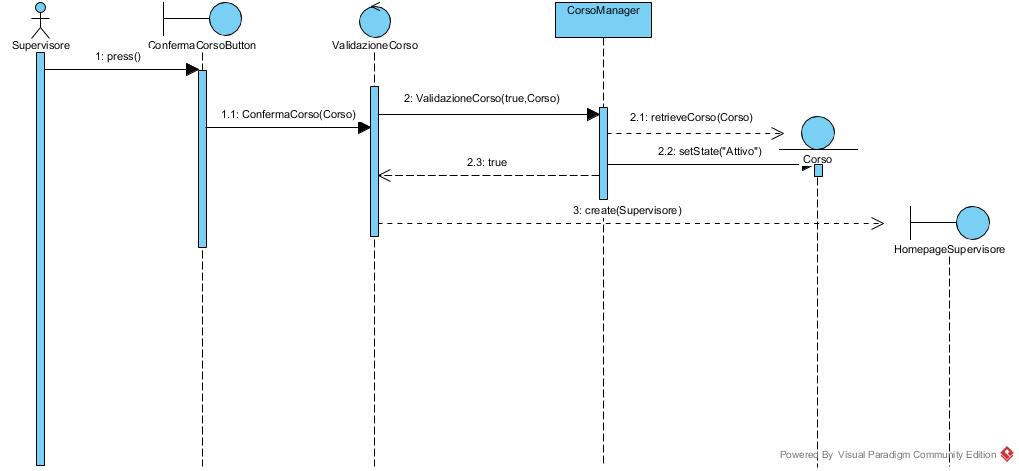 CorsoManager
Supervisore
ConfermaCorsoButton
ValidazioneCorso
1: press()
2: ValidazioneCorso(true,Corso)
1.1: ConfermaCorso(Corso)
2.1: retrieveCorso(Corso)
2.2: setState("Attivo")
Corso
2.3: true
3: create(Supervisore)
HomepageSupervisore
Powered By Visual Paradigm Community Edition